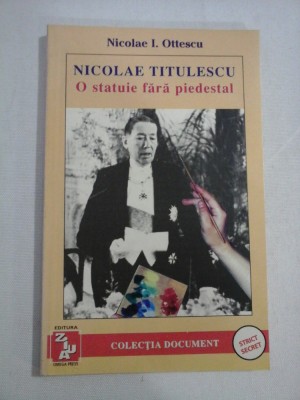 Nicolae I. Ottescu
NICOLAE TITULESCU
O statuie fără piedestal
EDITURA
ZIUA
COLECȚIA DOCUMENT
STRICT
SECRET